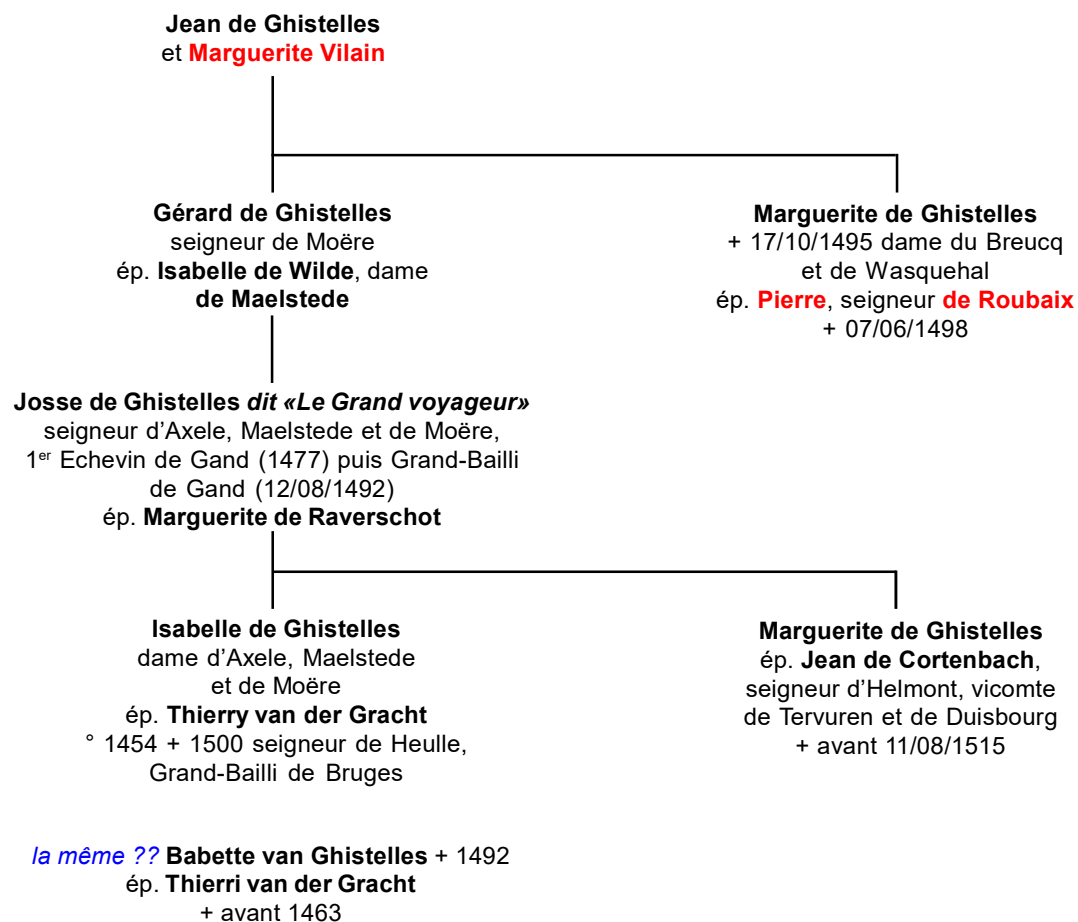 Jean de Ghistelles
et Marguerite Vilain
Gérard de Ghistelles
seigneur de Moëre
ép. Isabelle de Wilde, dame
de Maelstede
Marguerite de Ghistelles
+ 17/10/1495 dame du Breucq
et de Wasquehal
ép. Pierre, seigneur de Roubaix
+ 07/06/1498
Josse de Ghistelles dit «Le Grand voyageur»
seigneur d’Axele, Maelstede et de Moëre,
1er Echevin de Gand (1477) puis Grand-Bailli
de Gand (12/08/1492)
ép. Marguerite de Raverschot
Isabelle de Ghistelles
dame d’Axele, Maelstede
et de Moëre
ép. Thierry van der Gracht
° 1454 + 1500 seigneur de Heulle,
Grand-Bailli de Bruges
Marguerite de Ghistelles
ép. Jean de Cortenbach,
seigneur d’Helmont, vicomte
de Tervuren et de Duisbourg
+ avant 11/08/1515
la même ?? Babette van Ghistelles + 1492
ép. Thierri van der Gracht
+ avant 1463